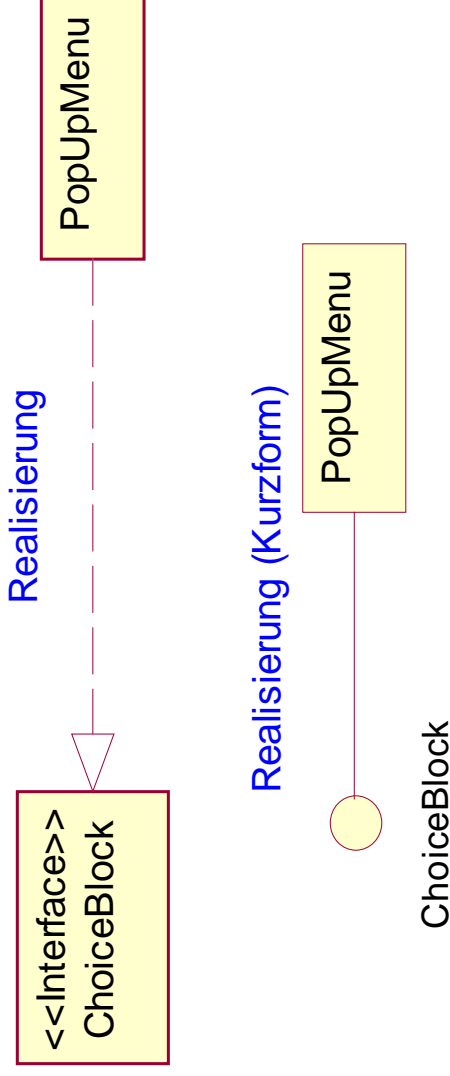 Realisierung
<<Interface>>
ChoiceBlock
PopUpMenu
Realisierung (Kurzform)
PopUpMenu
ChoiceBlock